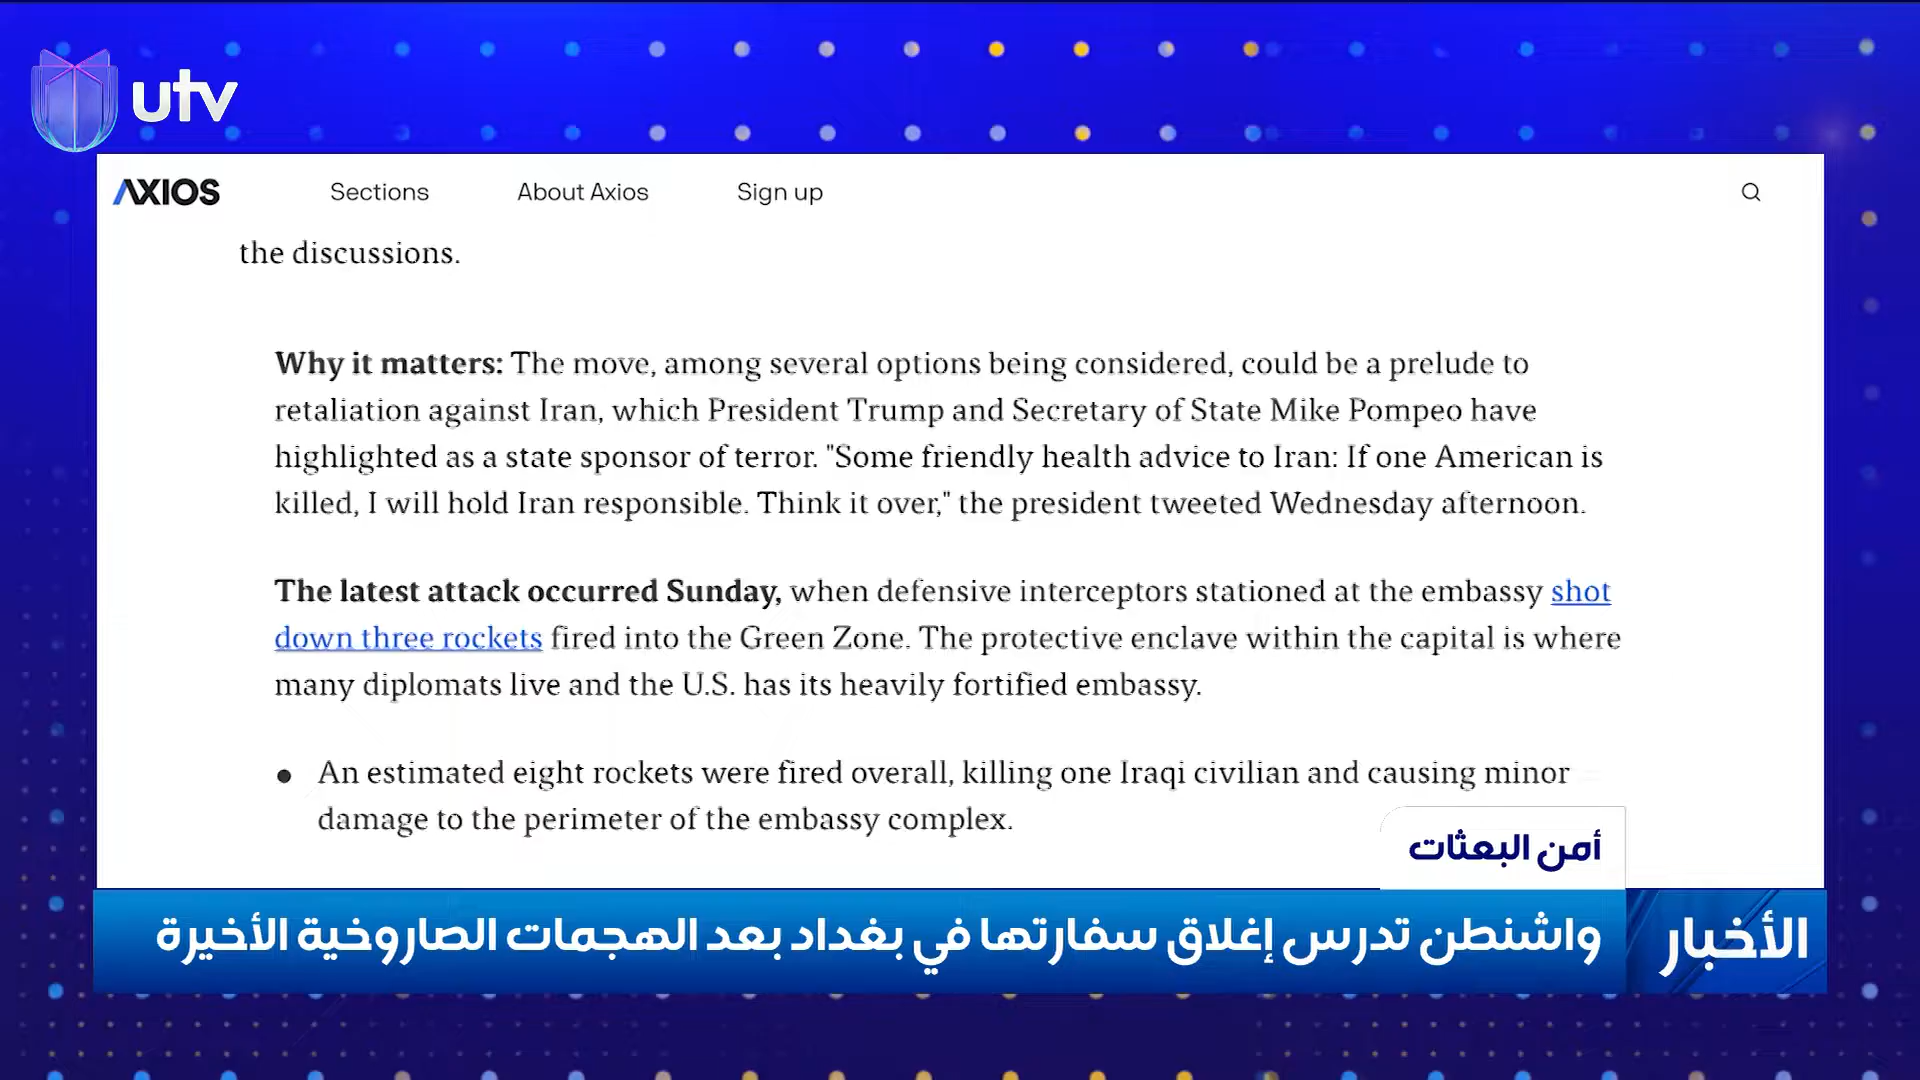 utv
AXIOS
Sections
About Axios
Sign up
the discussions.
Why it matters: The move, among several options being considered, could be a prelude to
retaliation against Iran, which President Trump and Secretary of State Mike Pompeo have
highlighted as a state sponsor of terror. "Some friendly health advice to Iran: If one American is
killed, I will hold Iran responsible. Think it over," the president tweeted Wednesday afternoon.
The latest attack occurred Sunday, when defensive interceptors stationed at the embassy shot
down three rockets fired into the Green Zone. The protective enclave within the capital is where
many diplomats live and the U.S. has its heavily fortified embassy.
● An estimated eight rockets were fired overall, killing one Iraqi civilian and causing minor
damage to the perimeter of the embassy complex.
أمن البعثات
الأخبار
واشنطن تدرس إغلاق سفارتها في بغداد بعد الهجمات الصاروخية الأخيرة